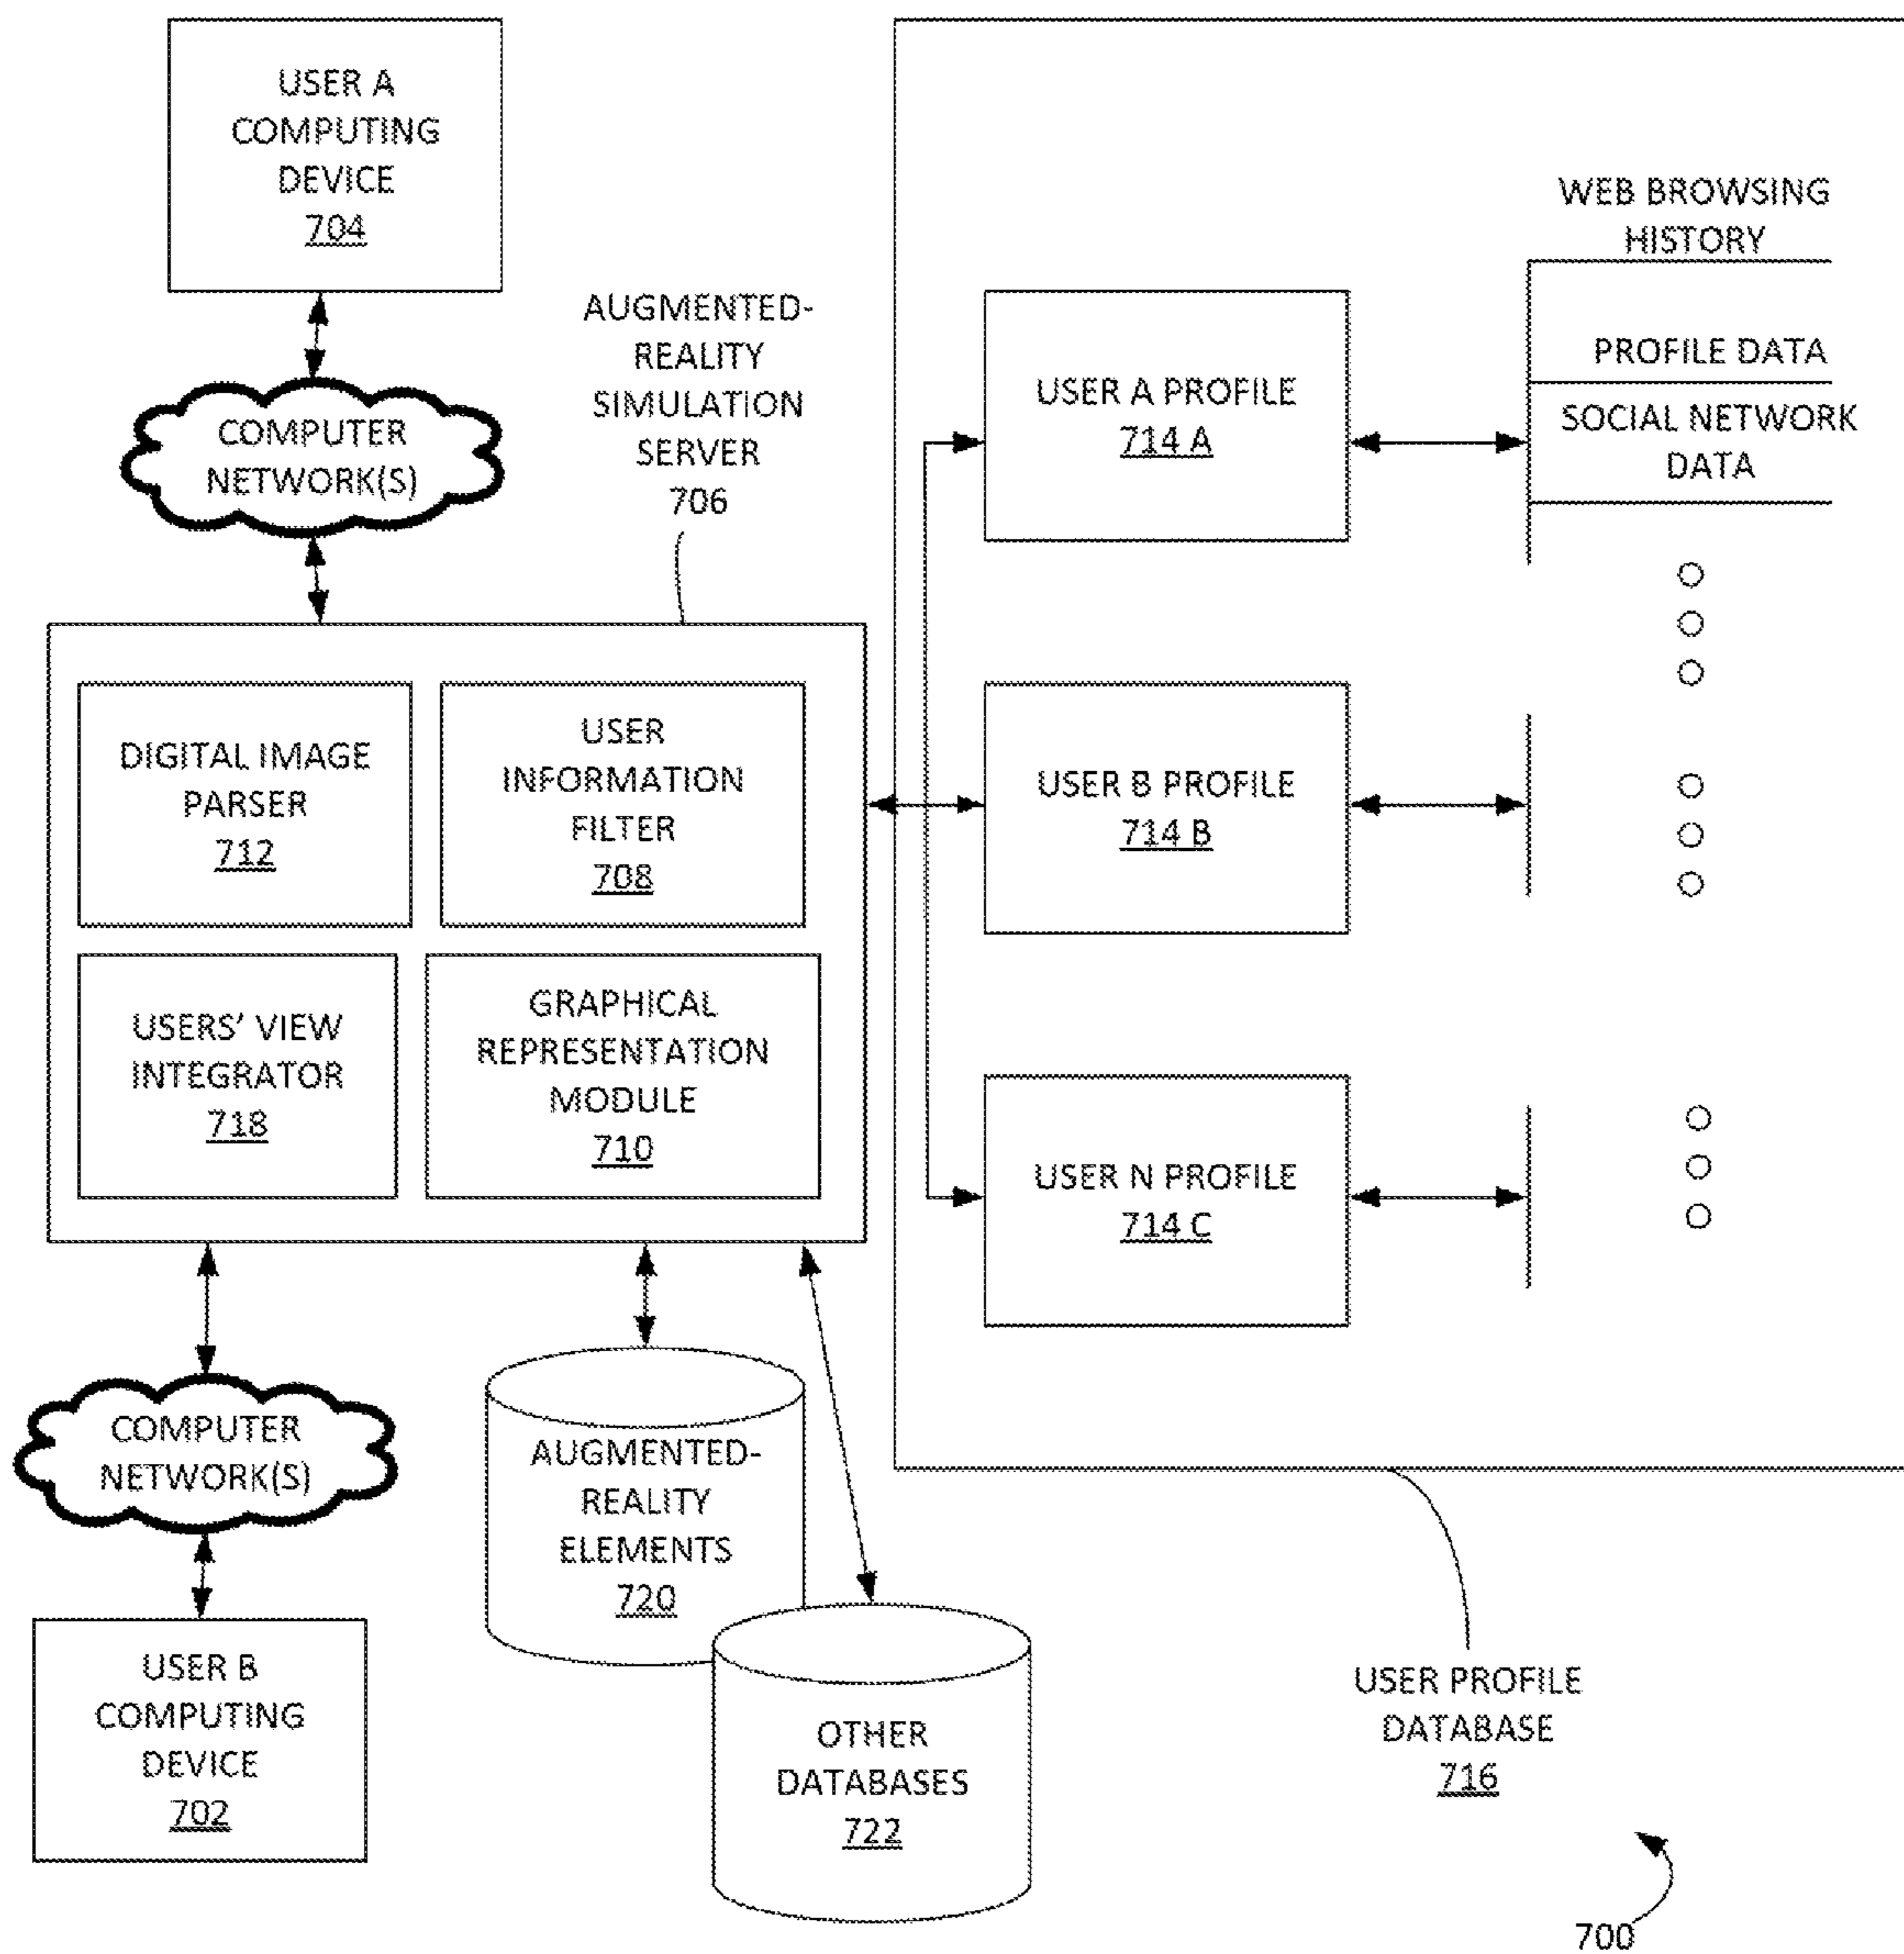 USER A
COMPUTING
DEVICE
704
COMPUTER
NETWORK(S)
AUGMENTED-
REALITY
SIMULATION
SERVER
706
DIGITAL IMAGE
PARSER
712
USER
INFORMATION
FILTER
708
USERS' VIEW
INTEGRATOR
718
GRAPHICAL
REPRESENTATION
MODULE
710
COMPUTER
NETWORK(S)
USER B
COMPUTING
DEVICE
702
AUGMENTED-
REALITY
ELEMENTS
720
OTHER
DATABASES
722
WEB BROWSING
HISTORY
PROFILE DATA
SOCIAL NETWORK
DATA
USER A PROFILE
714 A
USER B PROFILE
714 B
USER N PROFILE
714 C
USER PROFILE
DATABASE
716
700